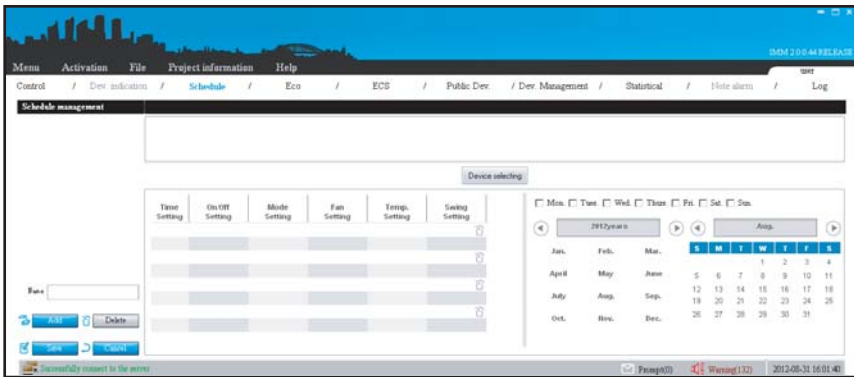 IMM 2.0.0.44 RELEASE
Menu Activation File Project information Help
user
Control / Dev. indication / Schedule / Eco / ECS / Public Dev. / Dev. Management / Statistical / Note alarm / Log
Schedule management
Device selecting
Time Setting On/Off Setting Mode Setting Fan Setting Temp. Setting Swing Setting
Mon. Tues. Wed. Thurs. Fri. Sat. Sun.
2012years Aug.
Jan. Feb. Mar.
April May June
July Aug. Sep.
Oct. Nov. Dec.
S M T W T F S
1 2 3 4
5 6 7 8 9 10 11
12 13 14 15 16 17 18
19 20 21 22 23 24 25
26 27 28 29 30 31
Add Delete
Save Cancel
Successfully connect to the server Prompt(0) Warning(132) 2012-08-31 16:01:40